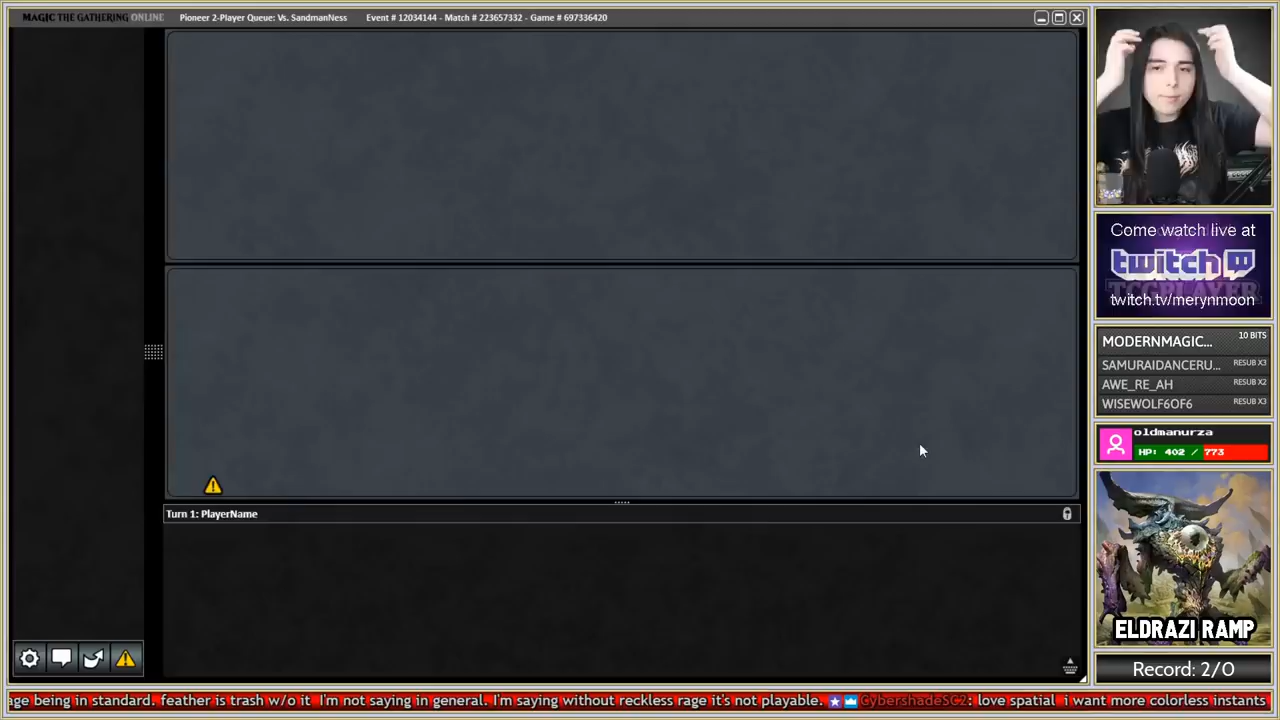 MAGIC THE GATHERING ONLINE Pioneer 2-Player Queue: Vs. SandmanNess Event # 12034144 - Match # 223657332 - Game # 697336420
Come watch live at
twitch
TCGPLAYER
twitch.tv/merynmoon
MODERNMAGIC... 10 BITS
SAMURAIDANCERU... RESUB X3
AWE_RE_AH RESUB X2
WISEWOLF6OF6 RESUB X3
oldmanurza
HP: 402 / 773
Turn 1: PlayerName
ELDRAZI RAMP
Record: 2/0
age being in standard. feather is trash w/o it I'm not saying in general. I'm saying without reckless rage it's not playable. CybershadeSC2: love spatial i want more colorless instants